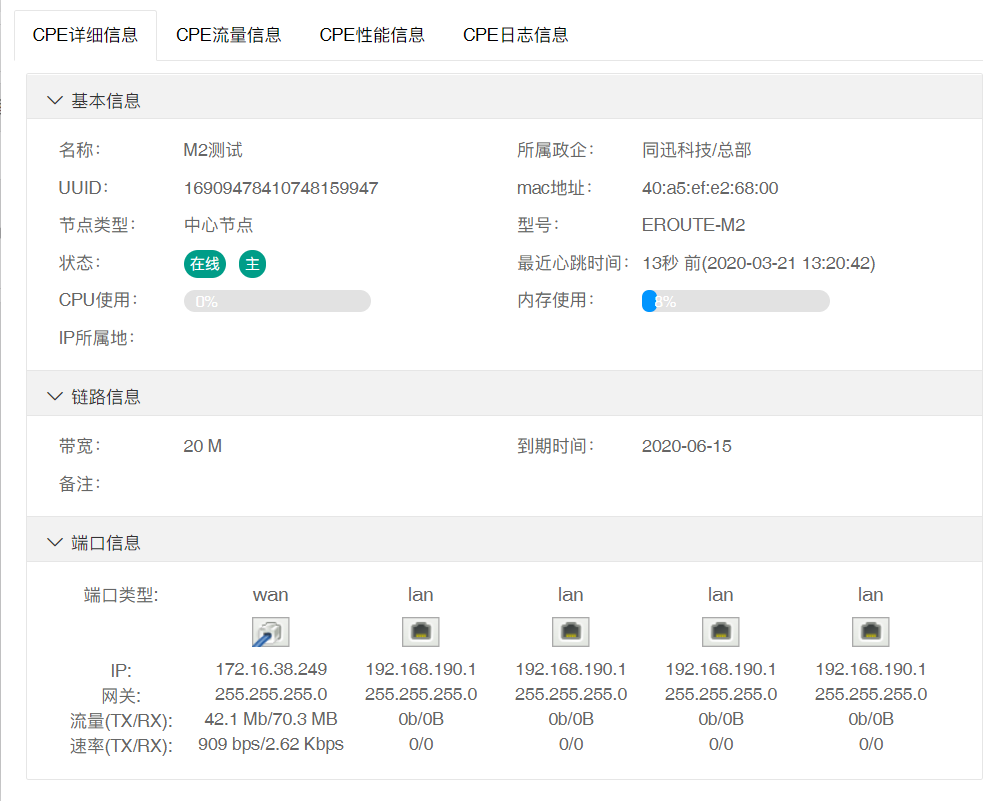 CPE详细信息 CPE流量信息 CPE性能信息 CPE日志信息
基本信息
名称： M2测试 所属政企： 同迅科技/总部
UUID： 16909478410748159947 mac地址： 40:a5:ef:e2:68:00
节点类型： 中心节点 型号： EROUTE-M2
状态： 在线 主 最近心跳时间： 13秒 前(2020-03-21 13:20:42)
CPU使用： 0% 内存使用： 8%
IP所属地：
链路信息
带宽： 20 M 到期时间： 2020-06-15
备注：
端口信息
端口类型: wan lan lan lan lan
IP: 172.16.38.249 192.168.190.1 192.168.190.1 192.168.190.1 192.168.190.1
网关: 255.255.255.0 255.255.255.0 255.255.255.0 255.255.255.0 255.255.255.0
流量(TX/RX): 42.1 Mb/70.3 MB 0b/0B 0b/0B 0b/0B 0b/0B
速率(TX/RX): 909 bps/2.62 Kbps 0/0 0/0 0/0 0/0